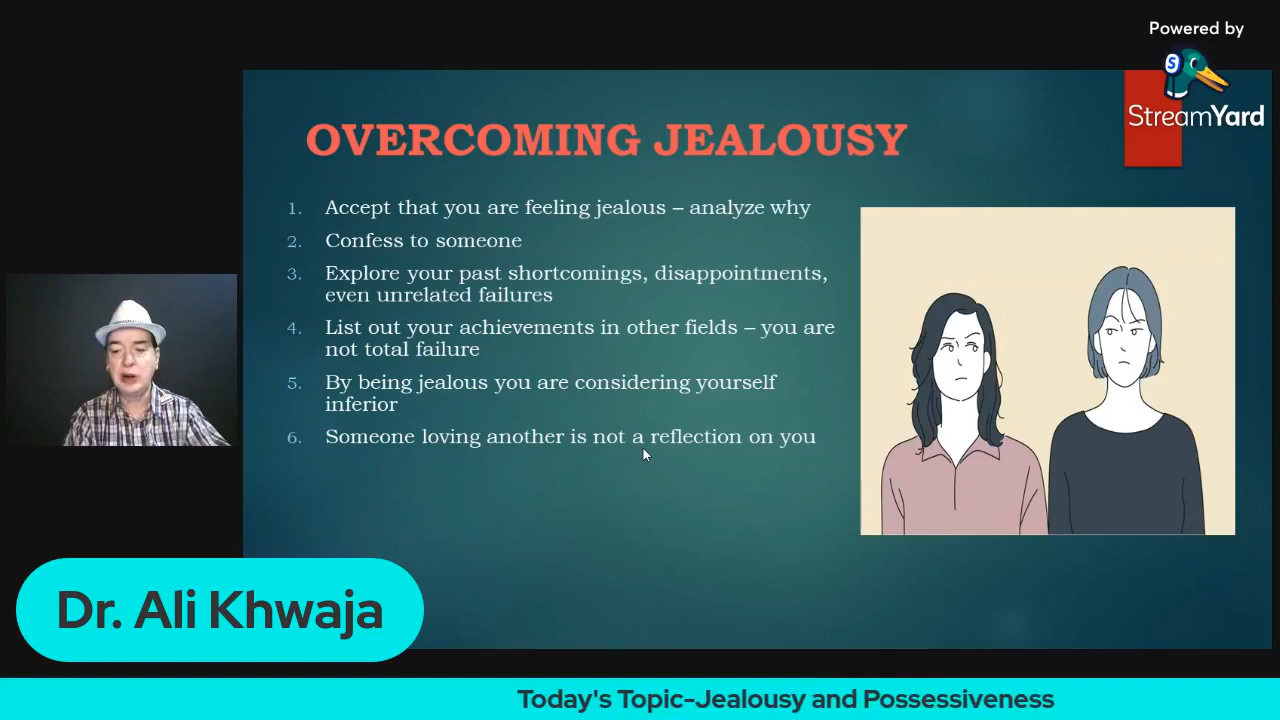 Powered by
S
StreamYard
OVERCOMING JEALOUSY
1. Accept that you are feeling jealous – analyze why
2. Confess to someone
3. Explore your past shortcomings, disappointments,
even unrelated failures
4. List out your achievements in other fields – you are
not total failure
5. By being jealous you are considering yourself
inferior
6. Someone loving another is not a reflection on you
Dr. Ali Khwaja
Today's Topic-Jealousy and Possessiveness